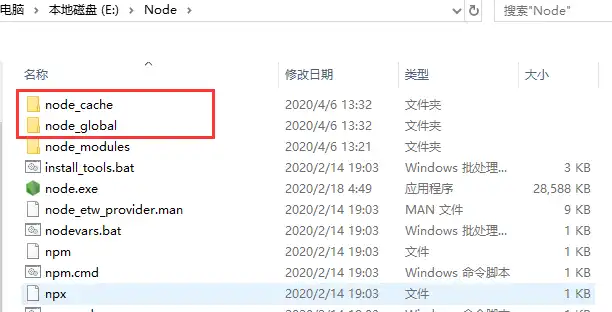 电脑 > 本地磁盘 (E:) > Node > 搜索"Node"
名称 修改日期 类型 大小
node_cache 2020/4/6 13:32 文件夹
node_global 2020/4/6 13:32 文件夹
node_modules 2020/4/6 13:21 文件夹
install_tools.bat 2020/2/14 19:03 Windows 批处理... 3 KB
node.exe 2020/2/18 4:49 应用程序 28,588 KB
node_etw_provider.man 2020/2/14 19:03 MAN 文件 9 KB
nodevars.bat 2020/2/14 19:03 Windows 批处理... 1 KB
npm 2020/2/14 19:03 文件 1 KB
npm.cmd 2020/2/14 19:03 Windows 命令脚本 1 KB
npx 2020/2/14 19:03 文件 1 KB